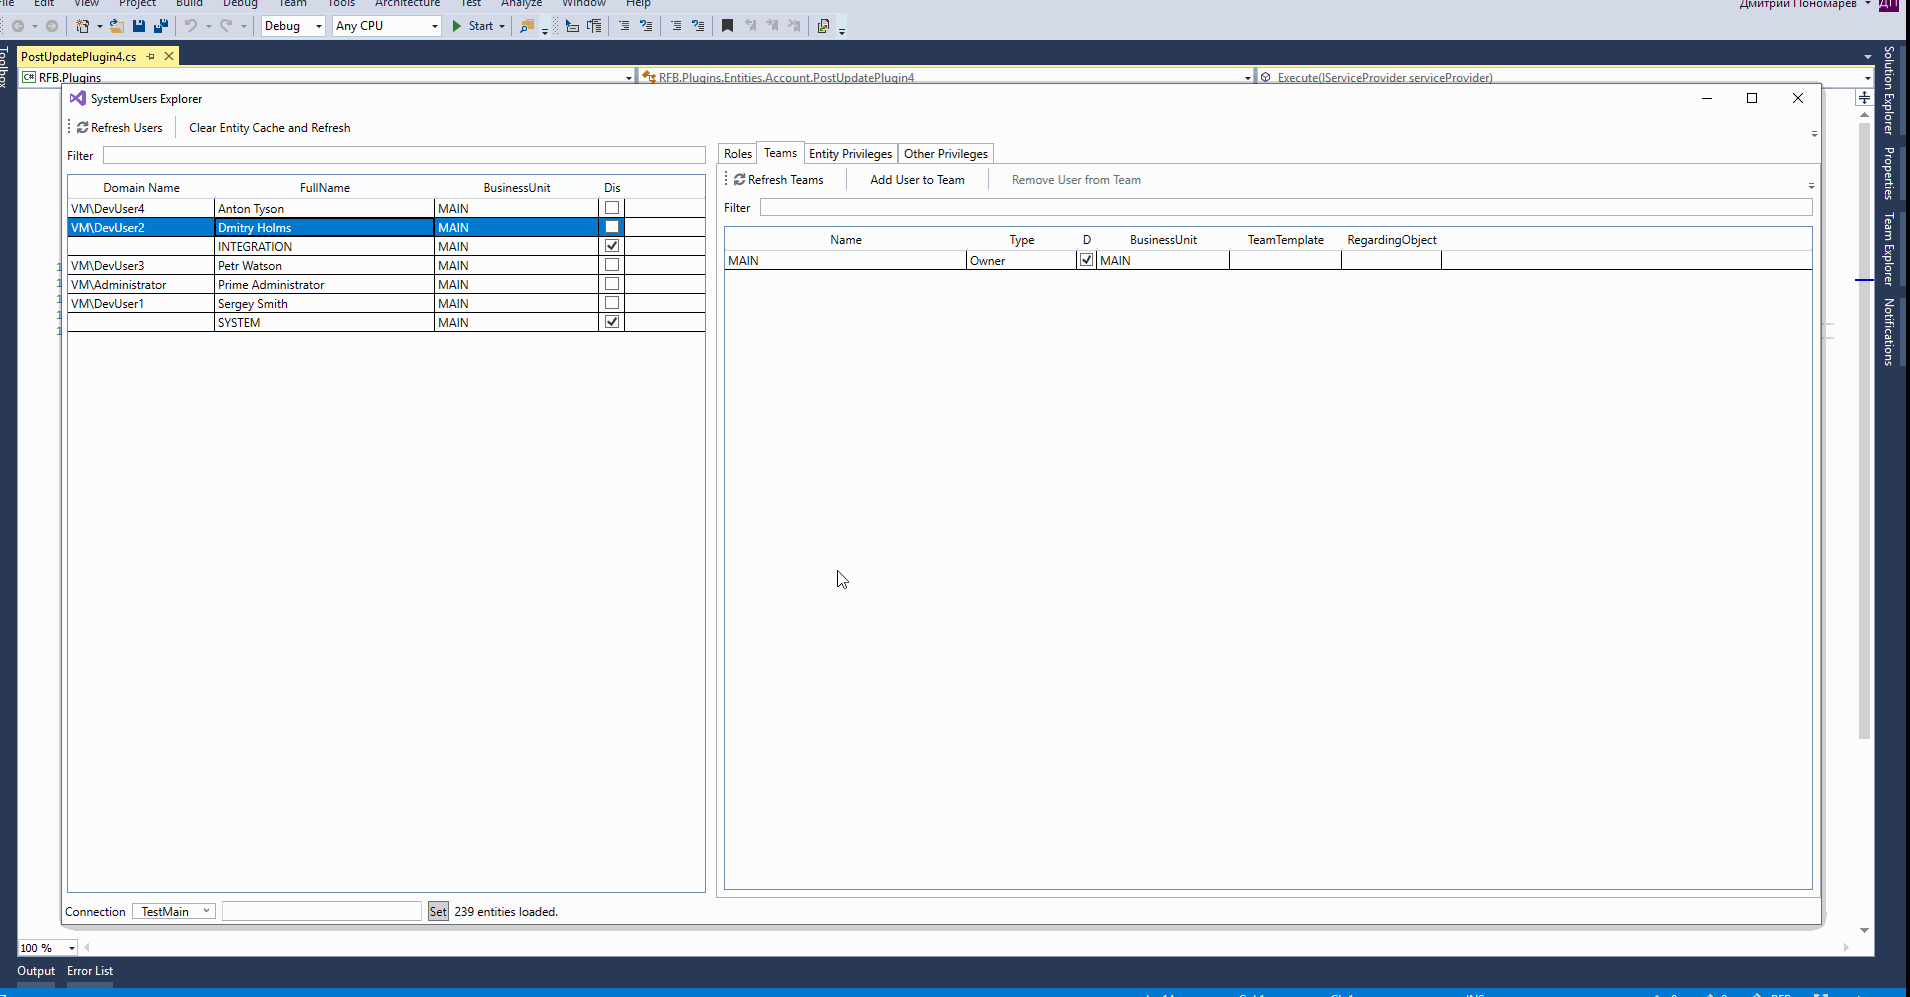 File Edit View Project Build Debug Team Tools Architecture Test Analyze Window Help Дмитрий Пономарев ДП
Debug Any CPU Start
PostUpdatePlugin4.cs
RFB.Plugins RFB.Plugins.Entities.Account.PostUpdatePlugin4 Execute(IServiceProvider serviceProvider)
Toolbox
SystemUsers Explorer
Refresh Users Clear Entity Cache and Refresh
Filter
Domain Name FullName BusinessUnit Dis
VM\DevUser4 Anton Tyson MAIN
VM\DevUser2 Dmitry Holms MAIN
INTEGRATION MAIN
VM\DevUser3 Petr Watson MAIN
VM\Administrator Prime Administrator MAIN
VM\DevUser1 Sergey Smith MAIN
SYSTEM MAIN
Roles Teams Entity Privileges Other Privileges
Refresh Teams Add User to Team Remove User from Team
Filter
Name Type D BusinessUnit TeamTemplate RegardingObject
MAIN Owner MAIN
Connection TestMain Set 239 entities loaded.
Solution Explorer
Properties
Team Explorer
Notifications
100 %
Output Error List